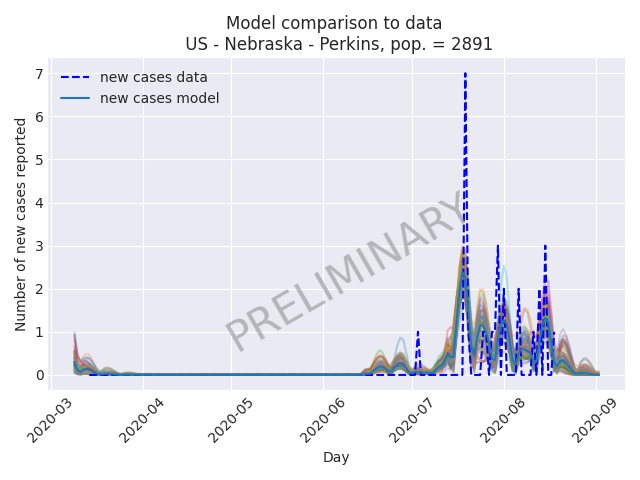 Model comparison to data
US - Nebraska - Perkins, pop. = 2891
new cases data
new cases model
Number of new cases reported
7
6
5
4
3
2
1
0
PRELIMINARY
2020-03
2020-04
2020-05
2020-06
2020-07
2020-08
2020-09
Day